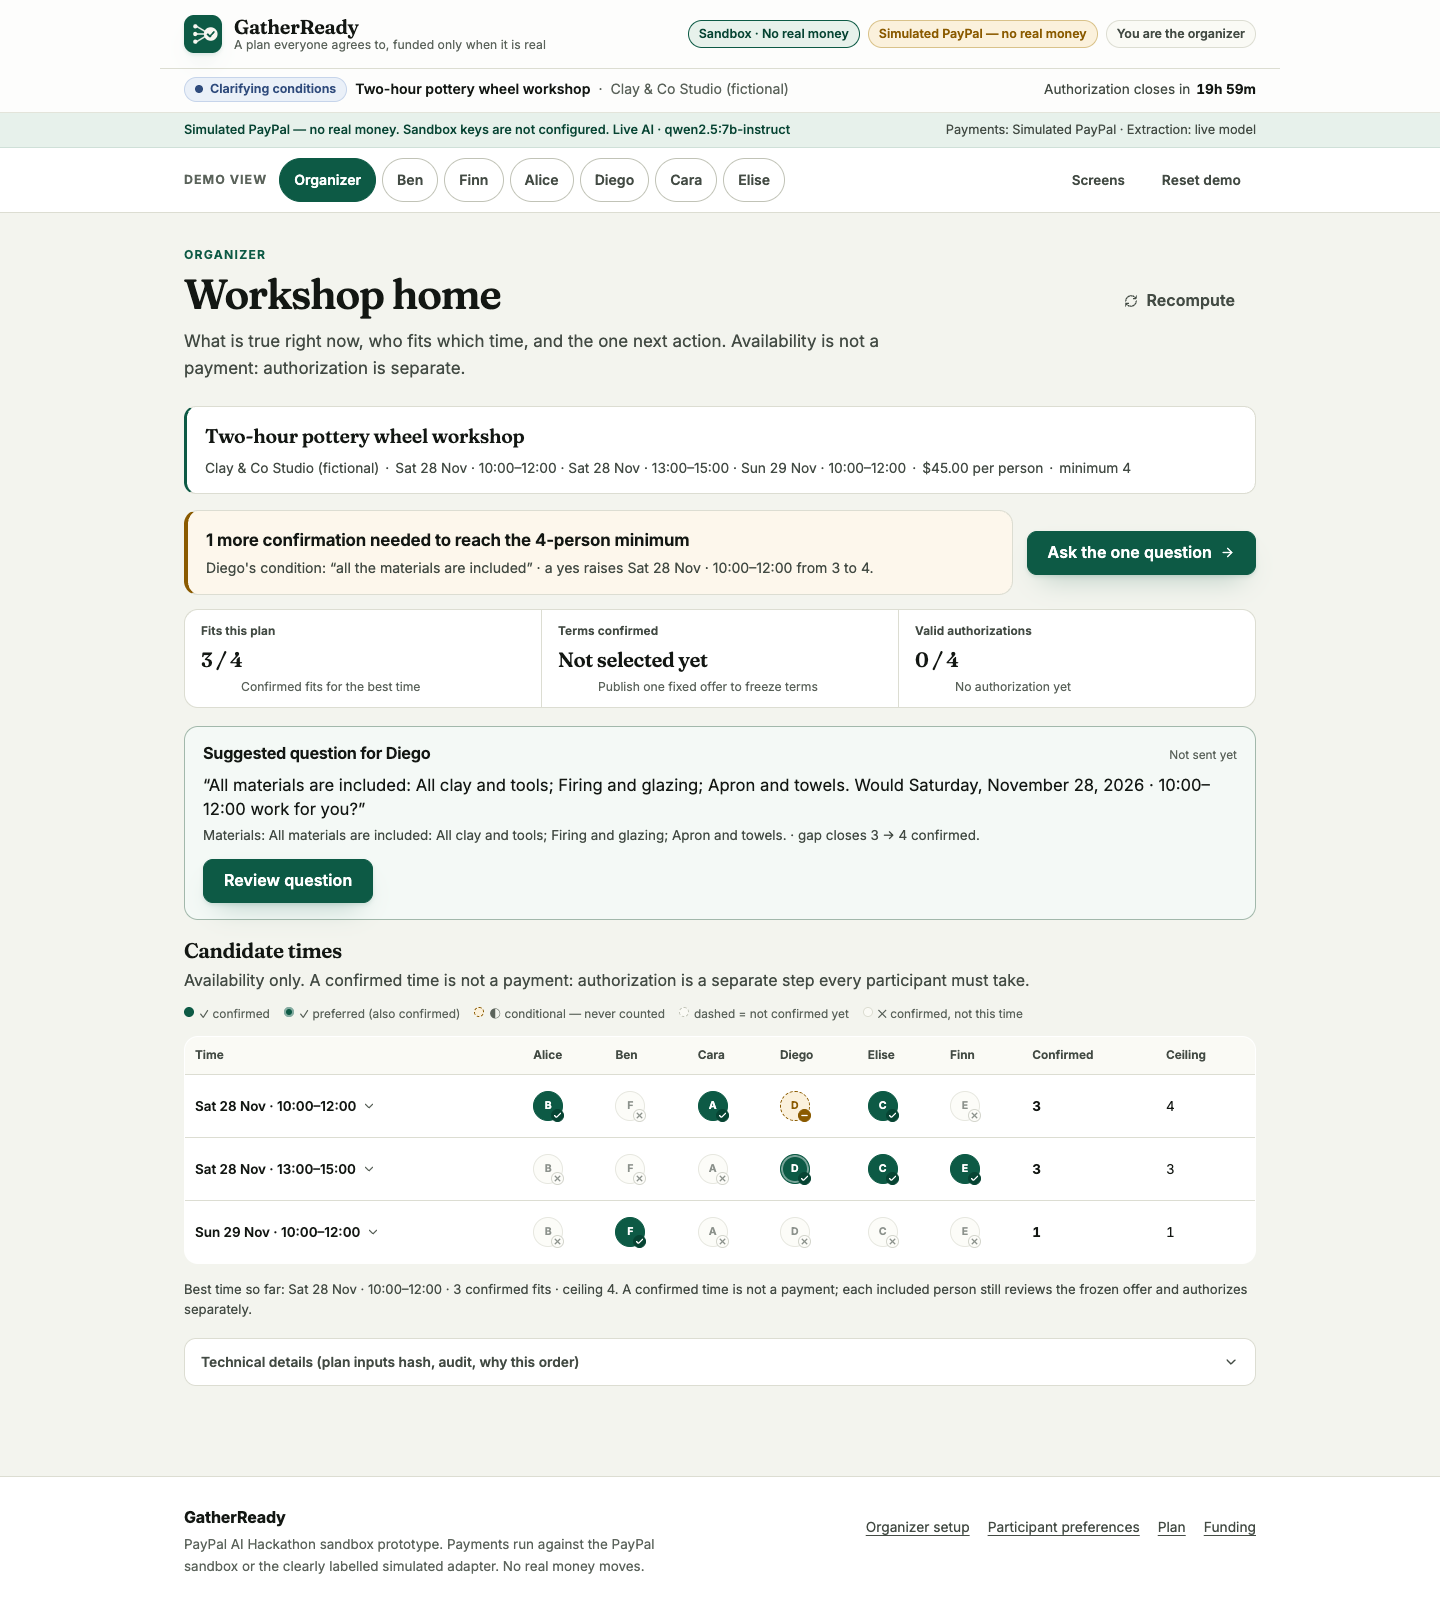 GatherReady
A plan everyone agrees to, funded only when it is real
Sandbox · No real money
Simulated PayPal — no real money
You are the organizer
Clarifying conditions
Two-hour pottery wheel workshop · Clay & Co Studio (fictional)
Authorization closes in 19h 59m
Simulated PayPal — no real money. Sandbox keys are not configured. Live AI · qwen2.5:7b-instruct
Payments: Simulated PayPal · Extraction: live model
DEMO VIEW
Organizer
Ben
Finn
Alice
Diego
Cara
Elise
Screens
Reset demo
ORGANIZER
Workshop home
Recompute
What is true right now, who fits which time, and the one next action. Availability is not a
payment: authorization is separate.
Two-hour pottery wheel workshop
Clay & Co Studio (fictional) · Sat 28 Nov · 10:00–12:00 · Sat 28 Nov · 13:00–15:00 · Sun 29 Nov · 10:00–12:00 · $45.00 per person · minimum 4
1 more confirmation needed to reach the 4-person minimum
Diego's condition: “all the materials are included” · a yes raises Sat 28 Nov · 10:00–12:00 from 3 to 4.
Ask the one question →
Fits this plan
3 / 4
Confirmed fits for the best time
Terms confirmed
Not selected yet
Publish one fixed offer to freeze terms
Valid authorizations
0 / 4
No authorization yet
Suggested question for Diego
Not sent yet
“All materials are included: All clay and tools; Firing and glazing; Apron and towels. Would Saturday, November 28, 2026 · 10:00–
12:00 work for you?”
Materials: All materials are included: All clay and tools; Firing and glazing; Apron and towels. · gap closes 3 → 4 confirmed.
Review question
Candidate times
Availability only. A confirmed time is not a payment: authorization is a separate step every participant must take.
✓ confirmed ✓ preferred (also confirmed) ◐ conditional — never counted dashed = not confirmed yet ✕ confirmed, not this time
Time Alice Ben Cara Diego Elise Finn Confirmed Ceiling
Sat 28 Nov · 10:00–12:00 B F A D C E 3 4
Sat 28 Nov · 13:00–15:00 B F A D C E 3 3
Sun 29 Nov · 10:00–12:00 B F A D C E 1 1
Best time so far: Sat 28 Nov · 10:00–12:00 · 3 confirmed fits · ceiling 4. A confirmed time is not a payment; each included person still reviews the frozen offer and authorizes
separately.
Technical details (plan inputs hash, audit, why this order)
GatherReady
PayPal AI Hackathon sandbox prototype. Payments run against the PayPal
sandbox or the clearly labelled simulated adapter. No real money moves.
Organizer setup
Participant preferences
Plan
Funding